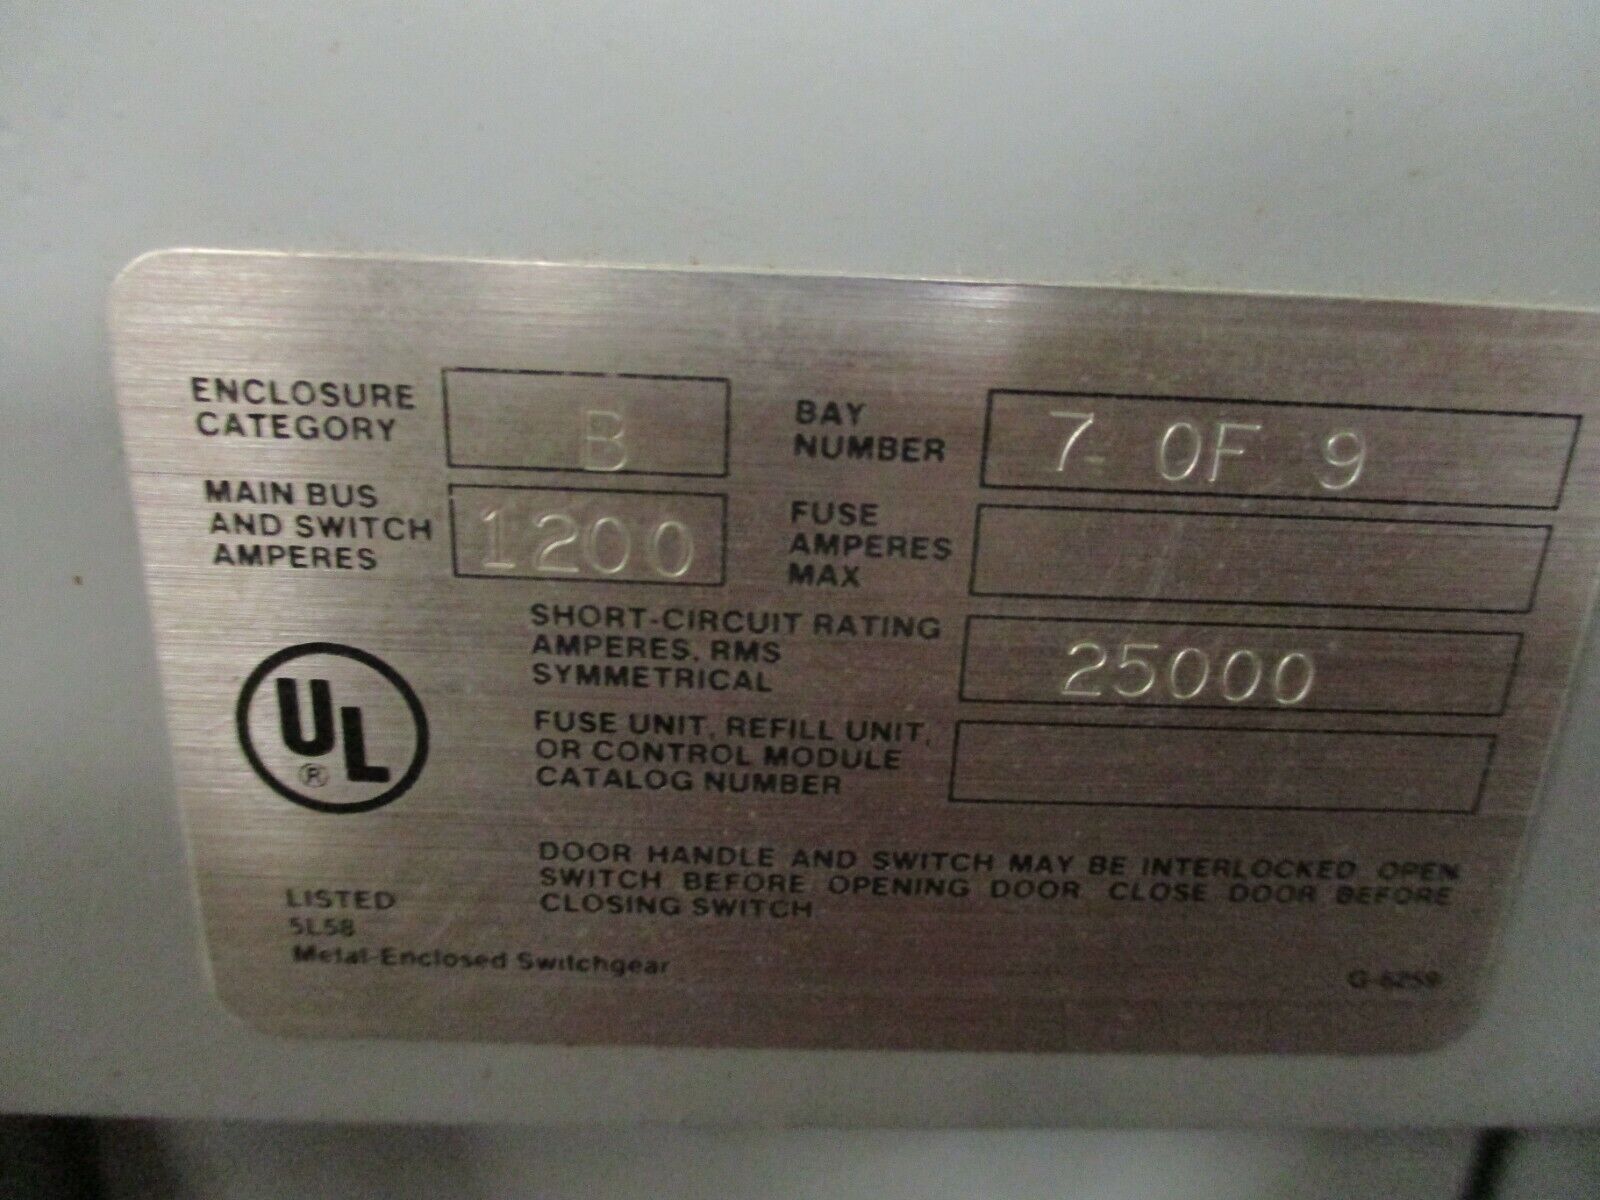 ENCLOSURE
CATEGORY
B
BAY
NUMBER
7 OF 9
MAIN BUS
AND SWITCH
AMPERES
1200
FUSE
AMPERES
MAX
SHORT-CIRCUIT RATING
AMPERES, RMS
SYMMETRICAL
25000
UL
®
FUSE UNIT, REFILL UNIT,
OR CONTROL MODULE
CATALOG NUMBER
DOOR HANDLE AND SWITCH MAY BE INTERLOCKED OPEN
SWITCH BEFORE OPENING DOOR CLOSE DOOR BEFORE
CLOSING SWITCH
LISTED
5L58
Metal-Enclosed Switchgear